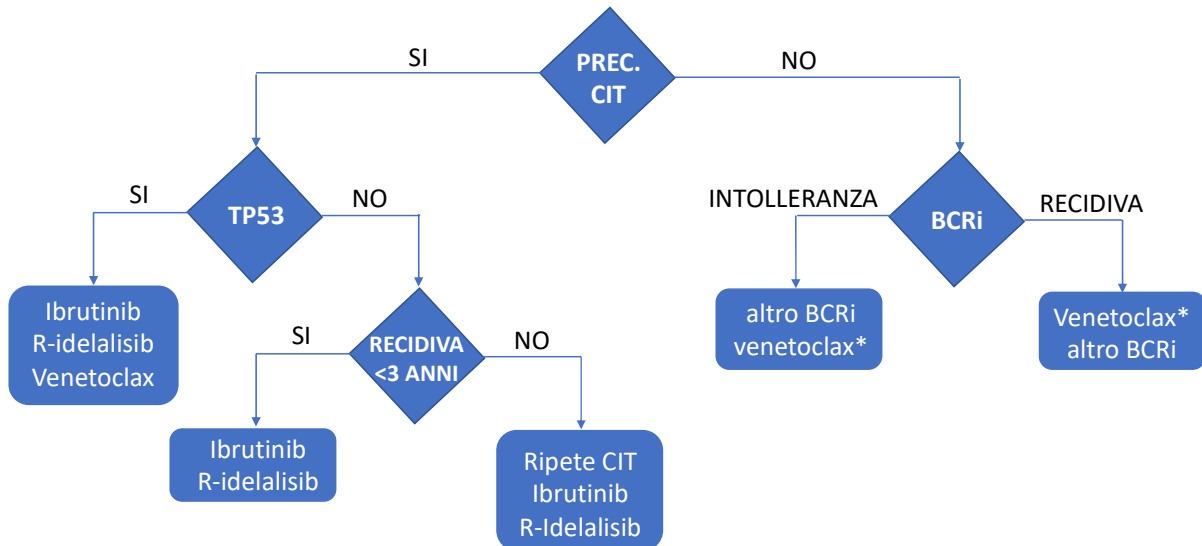 SI
PREC.
CIT
NO
SI
TP53
NO
INTOLLERANZA
BCRi
RECIDIVA
Ibrutinib
R-idelalisib
Venetoclax
SI
RECIDIVA
<3 ANNI
NO
altro BCRi
venetoclax*
Venetoclax*
altro BCRi
Ibrutinib
R-idelalisib
Ripete CIT
Ibrutinib
R-Idelalisib